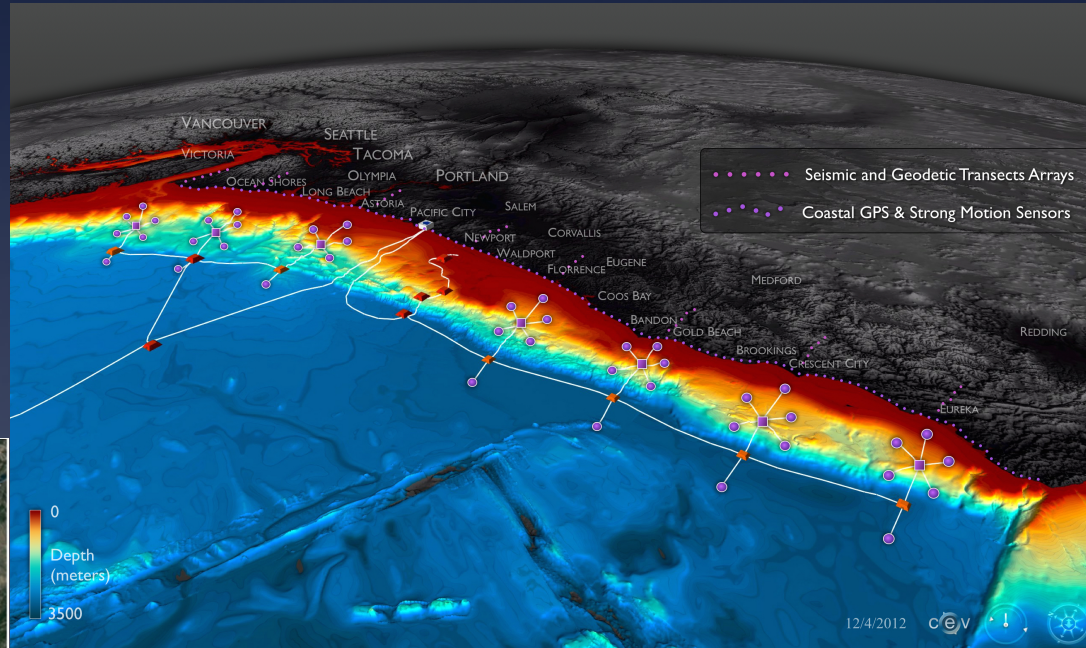 VANCOUVER
SEATTLE
VICTORIA
TACOMA
OCEAN SHORES
OLYMPIA
LONG BEACH
PORTLAND
ASTORIA
PACIFIC CITY
SALEM
NEWPORT
CORVALLIS
WALDPORT
EUGENE
FLORRENCE
MEDFORD
COOS BAY
BANDON
GOLD BEACH
REDDING
BROOKINGS
CRESCENT CITY
EUREKA
Seismic and Geodetic Transects Arrays
Coastal GPS & Strong Motion Sensors
0
Depth
(meters)
3500
12/4/2012
cev